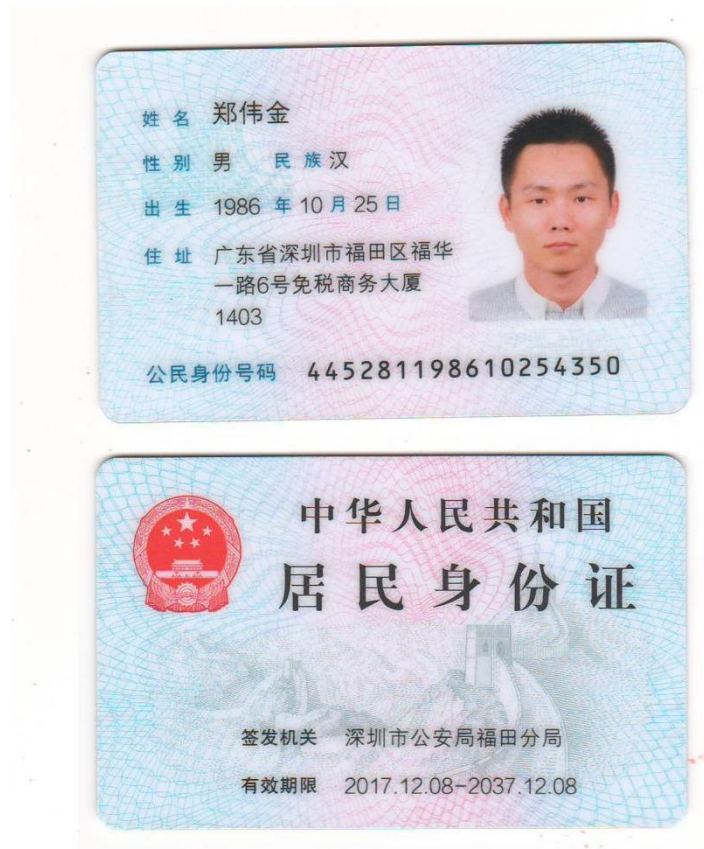 姓名 郑伟金
性别 男 民族 汉
出生 1986 年 10 月 25 日
住址 广东省深圳市福田区福华
一路6号免税商务大厦
1403
公民身份号码 445281198610254350
中华人民共和国
居民身份证
签发机关 深圳市公安局福田分局
有效期限 2017.12.08-2037.12.08